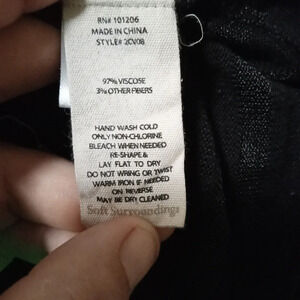 RN# 101206
MADE IN CHINA
STYLE# 2CV08
97% VISCOSE
3% OTHER FIBERS
HAND WASH COLD
ONLY NON-CHLORINE
BLEACH WHEN NEEDED
RE-SHAPE &
LAY FLAT TO DRY
DO NOT WRING OR TWIST
WARM IRON IF NEEDED
ON REVERSE
MAY BE DRY CLEANED
Soft Surroundings